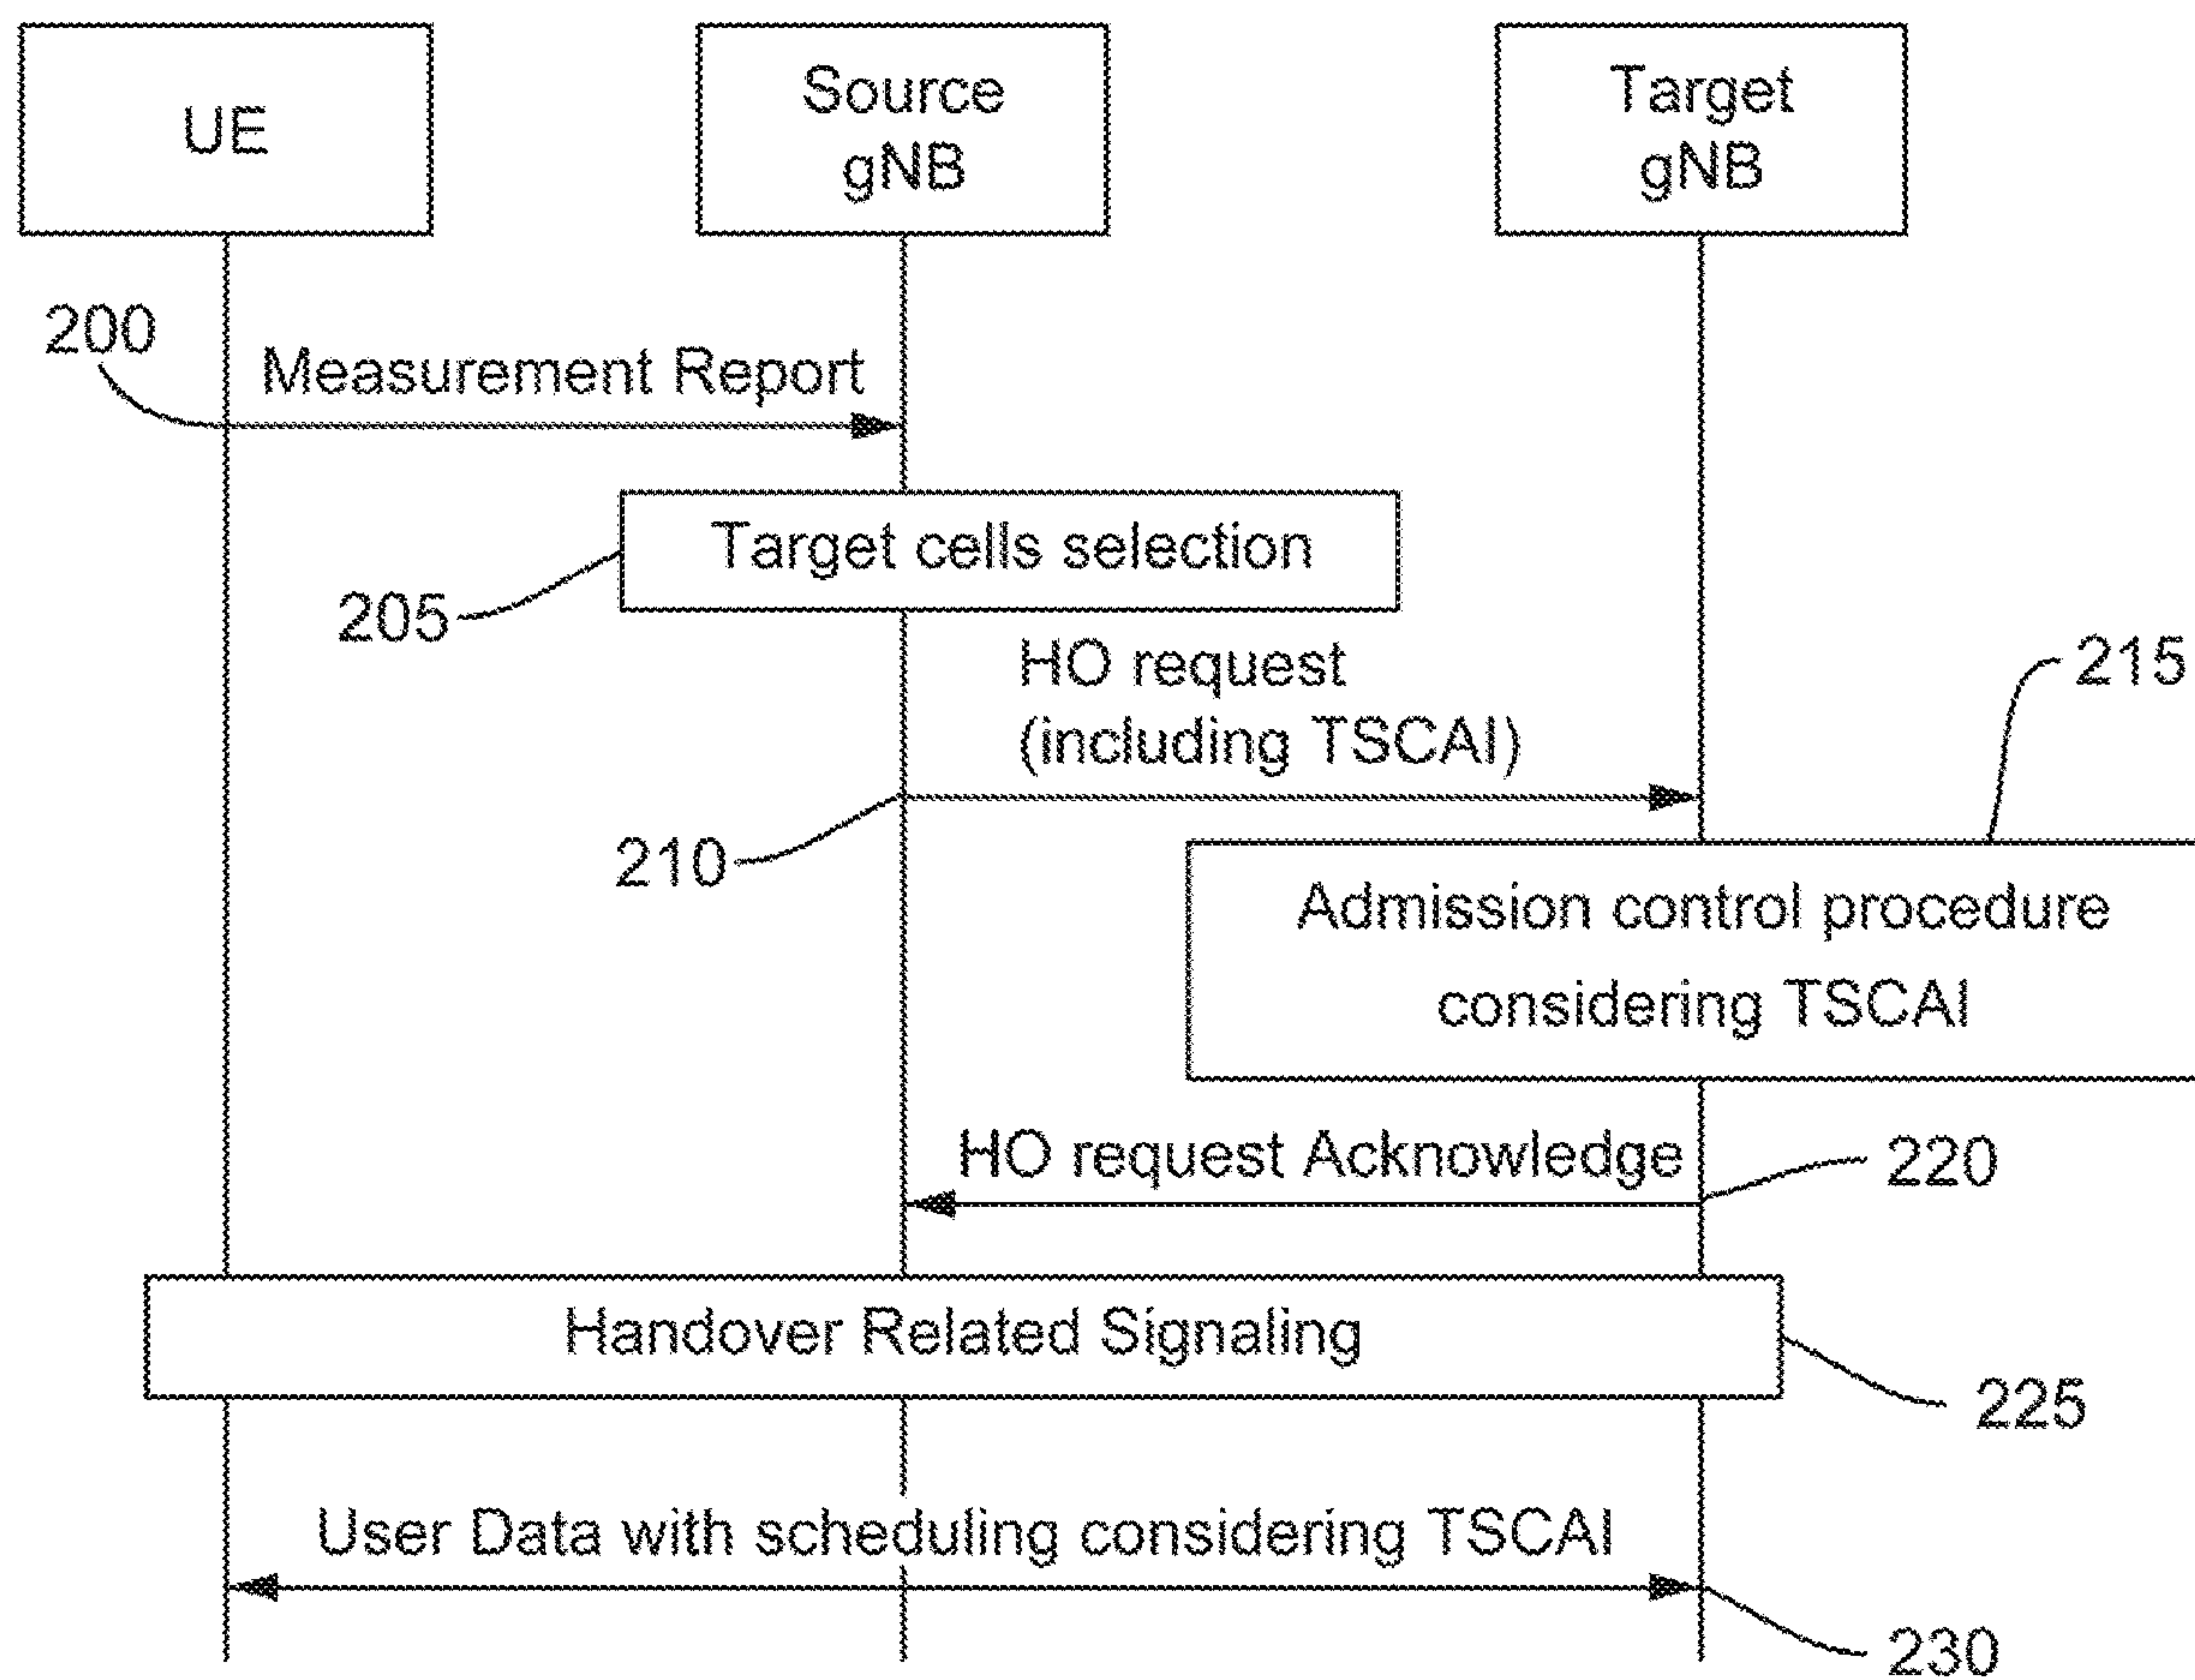 UE
Source
gNB
Target
gNB
200
Measurement Report
Target cells selection
205
HO request
(including TSCAI)
215
210
Admission control procedure
considering TSCAI
HO request Acknowledge
220
Handover Related Signaling
225
User Data with scheduling considering TSCAI
230